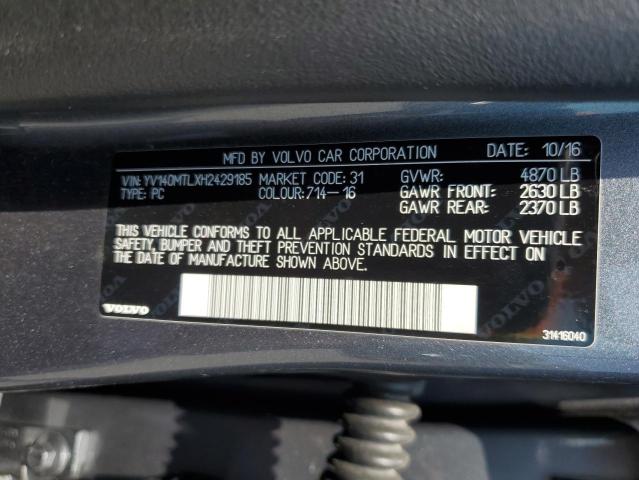 MFD BY VOLVO CAR CORPORATION DATE: 10/16
VIN: YV140MTLXH2429185 MARKET CODE: 31 GVWR: 4870 LB
TYPE: PC COLOUR: 714-16 GAWR FRONT: 2630 LB
GAWR REAR: 2370 LB
THIS VEHICLE CONFORMS TO ALL APPLICABLE FEDERAL MOTOR VEHICLE
SAFETY, BUMPER AND THEFT PREVENTION STANDARDS IN EFFECT ON
THE DATE OF MANUFACTURE SHOWN ABOVE.
VOLVO
31416040